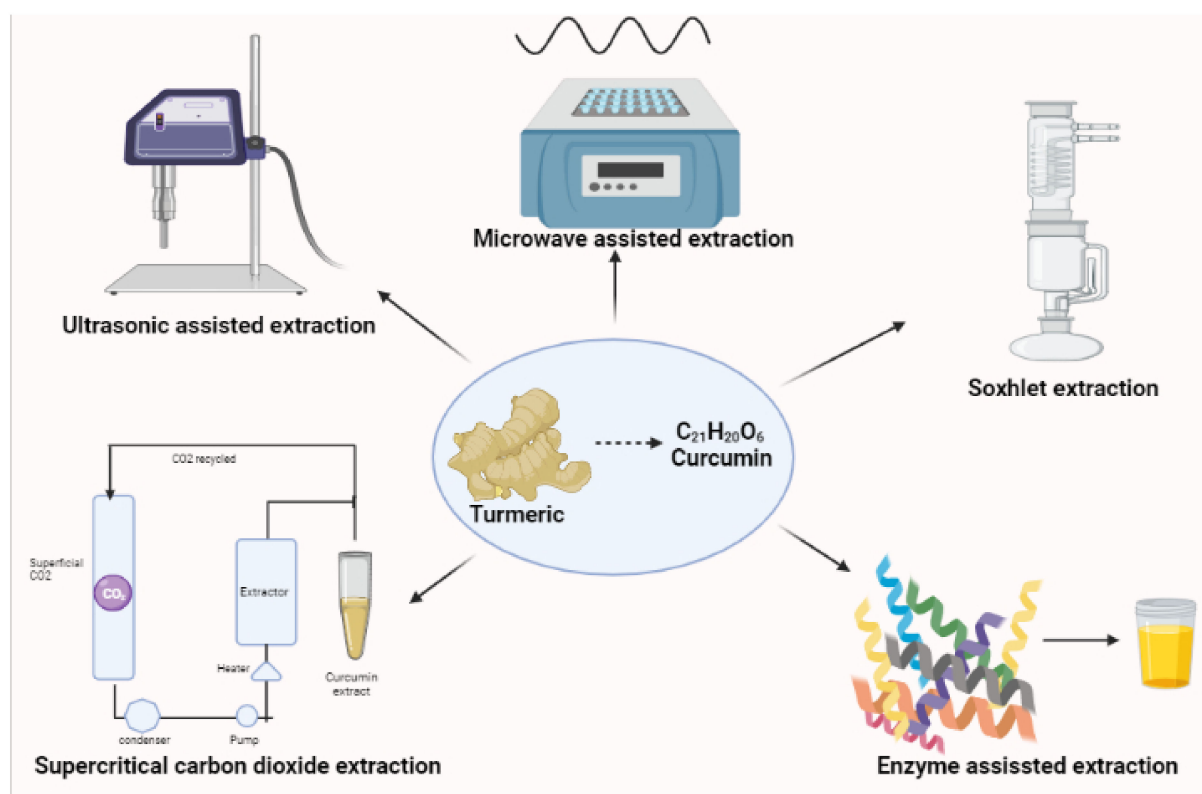 Microwave assisted extraction
Ultrasonic assisted extraction
Soxhlet extraction
C₂₁H₂₀O₆
Curcumin
Turmeric
CO2 recycled
Superficial
CO2
CO₂
Extractor
Heater
Curcumin
extract
condenser
Pump
Supercritical carbon dioxide extraction
Enzyme assissted extraction